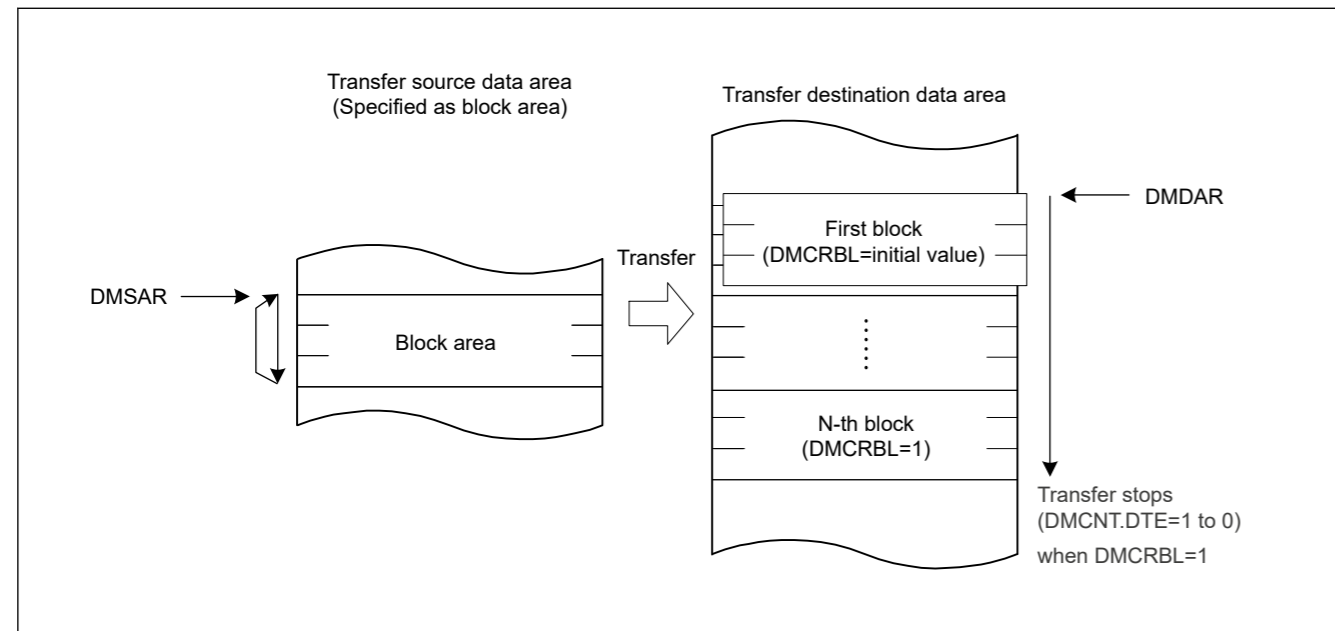 Transfer source data area
(Specified as block area)
Transfer destination data area
DMDAR
First block
(DMCRBL=initial value)
Transfer
DMSAR
Block area
N-th block
(DMCRBL=1)
Transfer stops
(DMCNT.DTE=1 to 0)
when DMCRBL=1